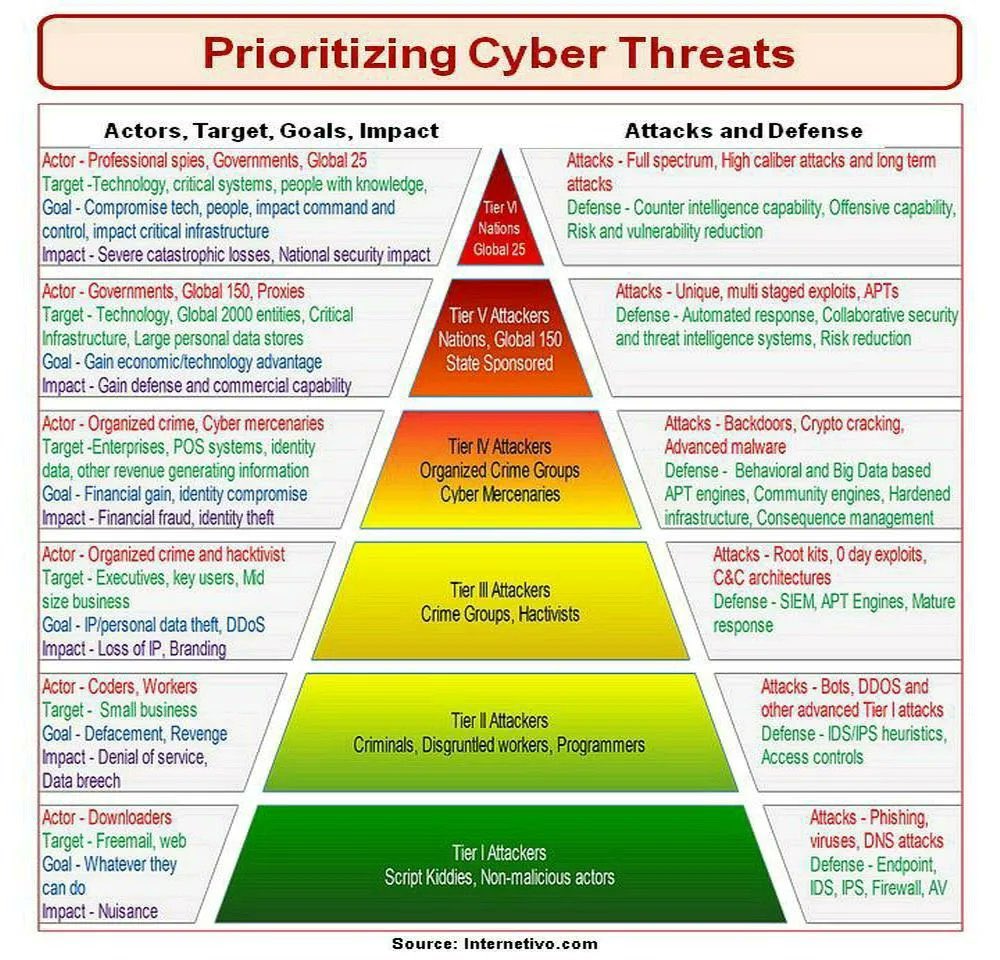 Prioritizing Cyber Threats
Actors, Target, Goals, Impact
Attacks and Defense
Actor - Professional spies, Governments, Global 25
Target -Technology, critical systems, people with knowledge,
Goal - Compromise tech, people, impact command and
control, impact critical infrastructure
Impact - Severe catastrophic losses, National security impact
Tier VI
Nations
Global 25
Attacks - Full spectrum, High caliber attacks and long term
attacks
Defense - Counter intelligence capability, Offensive capability,
Risk and vulnerability reduction
Actor - Governments, Global 150, Proxies
Target - Technology, Global 2000 entities, Critical
Infrastructure, Large personal data stores
Goal - Gain economic/technology advantage
Impact - Gain defense and commercial capability
Tier V Attackers
Nations, Global 150
State Sponsored
Attacks - Unique, multi staged exploits, APTs
Defense - Automated response, Collaborative security
and threat intelligence systems, Risk reduction
Actor - Organized crime, Cyber mercenaries
Target -Enterprises, POS systems, identity
data, other revenue generating information
Goal - Financial gain, identity compromise
Impact - Financial fraud, identity theft
Tier IV Attackers
Organized Crime Groups
Cyber Mercenaries
Attacks - Backdoors, Crypto cracking,
Advanced malware
Defense - Behavioral and Big Data based
APT engines, Community engines, Hardened
infrastructure, Consequence management
Actor - Organized crime and hacktivist
Target - Executives, key users, Mid
size business
Goal - IP/personal data theft, DDoS
Impact - Loss of IP, Branding
Tier III Attackers
Crime Groups, Hactivists
Attacks - Root kits, 0 day exploits,
C&C architectures
Defense - SIEM, APT Engines, Mature
response
Actor - Coders, Workers
Target - Small business
Goal - Defacement, Revenge
Impact - Denial of service,
Data breech
Tier II Attackers
Criminals, Disgruntled workers, Programmers
Attacks - Bots, DDOS and
other advanced Tier I attacks
Defense - IDS/IPS heuristics,
Access controls
Actor - Downloaders
Target - Freemail, web
Goal - Whatever they
can do
Impact - Nuisance
Tier I Attackers
Script Kiddies, Non-malicious actors
Attacks - Phishing,
viruses, DNS attacks
Defense - Endpoint,
IDS, IPS, Firewall, AV
Source: Internetivo.com